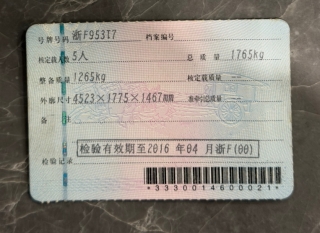 号牌号码 浙F953I7 档案编号
核定载人数 5人 总质量 1765kg
整备质量 1265kg 核定载质量 --
外廓尺寸 4523×1775×1467 准牵引总质量 --
备注
检验有效期至2016 年04 月浙F(00)
检验记录
*3330014600021*